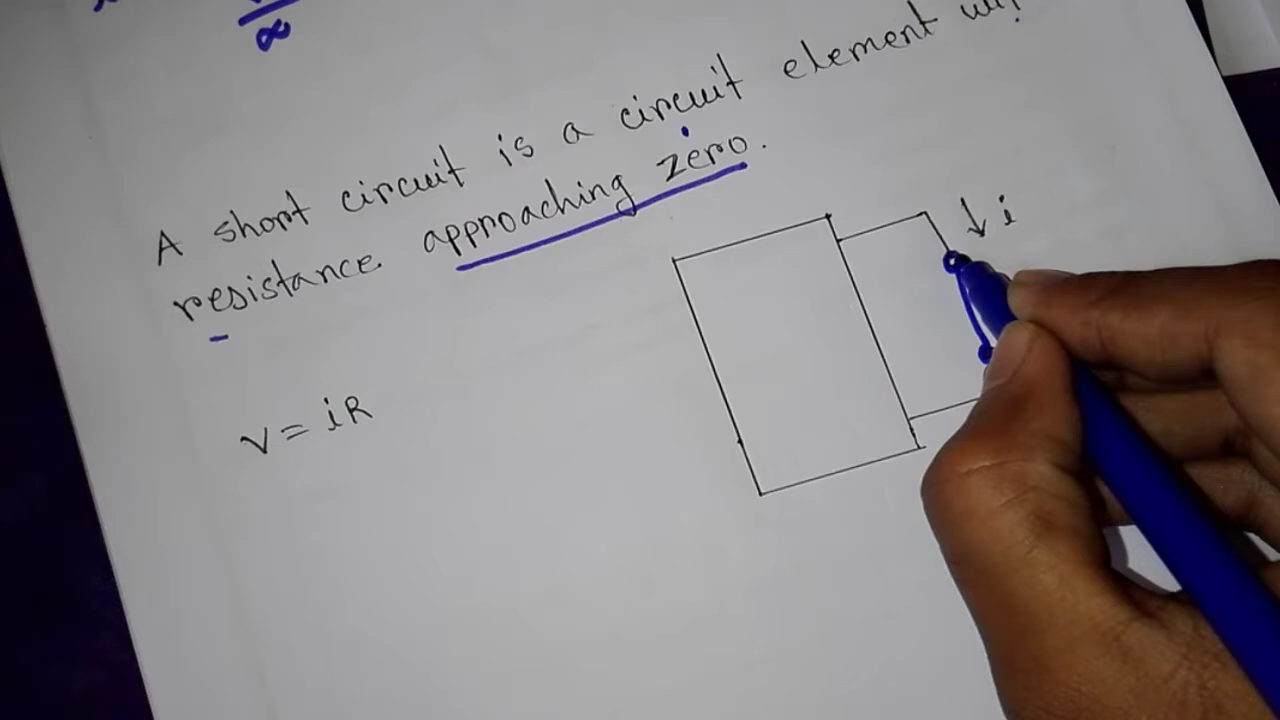 ∞
A short circuit is a circuit element
resistance approaching zero.
↓ i
v = iR